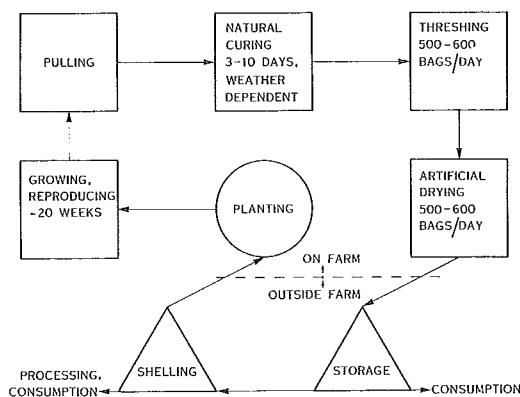 PULLING
NATURAL
CURING
3-10 DAYS,
WEATHER
DEPENDENT
THRESHING
500-600
BAGS/DAY
GROWING,
REPRODUCING
~20 WEEKS
PLANTING
ARTIFICIAL
DRYING
500-600
BAGS/DAY
ON FARM
OUTSIDE FARM
SHELLING
STORAGE
PROCESSING,
CONSUMPTION
CONSUMPTION